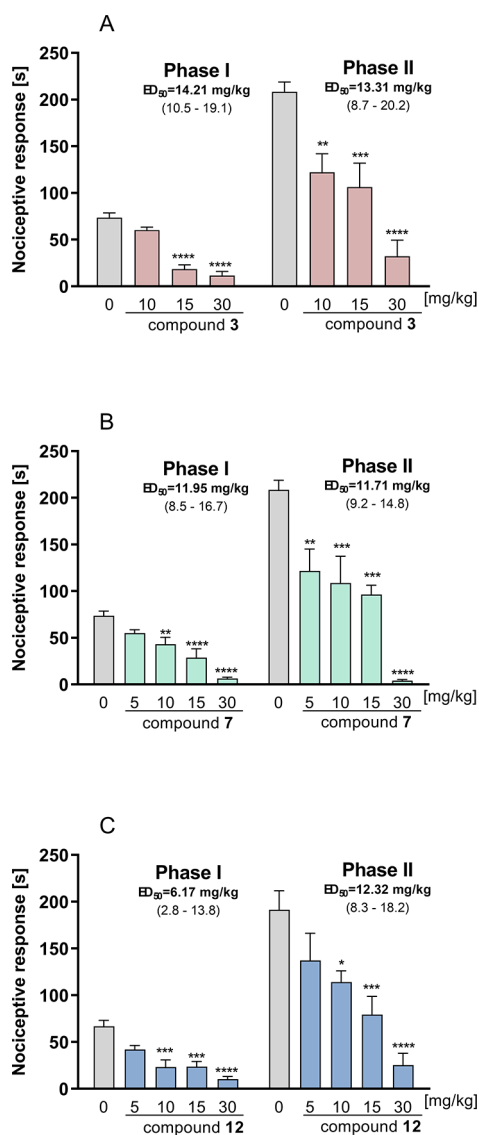 A
Nociceptive response [s]
250
200
150
100
50
0
Phase I
ED50=14.21 mg/kg
(10.5 - 19.1)
Phase II
ED50=13.31 mg/kg
(8.7 - 20.2)
**** ****
** *** ****
0 10 15 30 0 10 15 30 [mg/kg]
compound 3 compound 3
B
Nociceptive response [s]
250
200
150
100
50
0
Phase I
ED50=11.95 mg/kg
(8.5 - 16.7)
Phase II
ED50=11.71 mg/kg
(9.2 - 14.8)
** **** ****
** *** *** ****
0 5 10 15 30 0 5 10 15 30 [mg/kg]
compound 7 compound 7
C
Nociceptive response [s]
250
200
150
100
50
0
Phase I
ED50=6.17 mg/kg
(2.8 - 13.8)
Phase II
ED50=12.32 mg/kg
(8.3 - 18.2)
*** *** ****
* *** ****
0 5 10 15 30 0 5 10 15 30 [mg/kg]
compound 12 compound 12